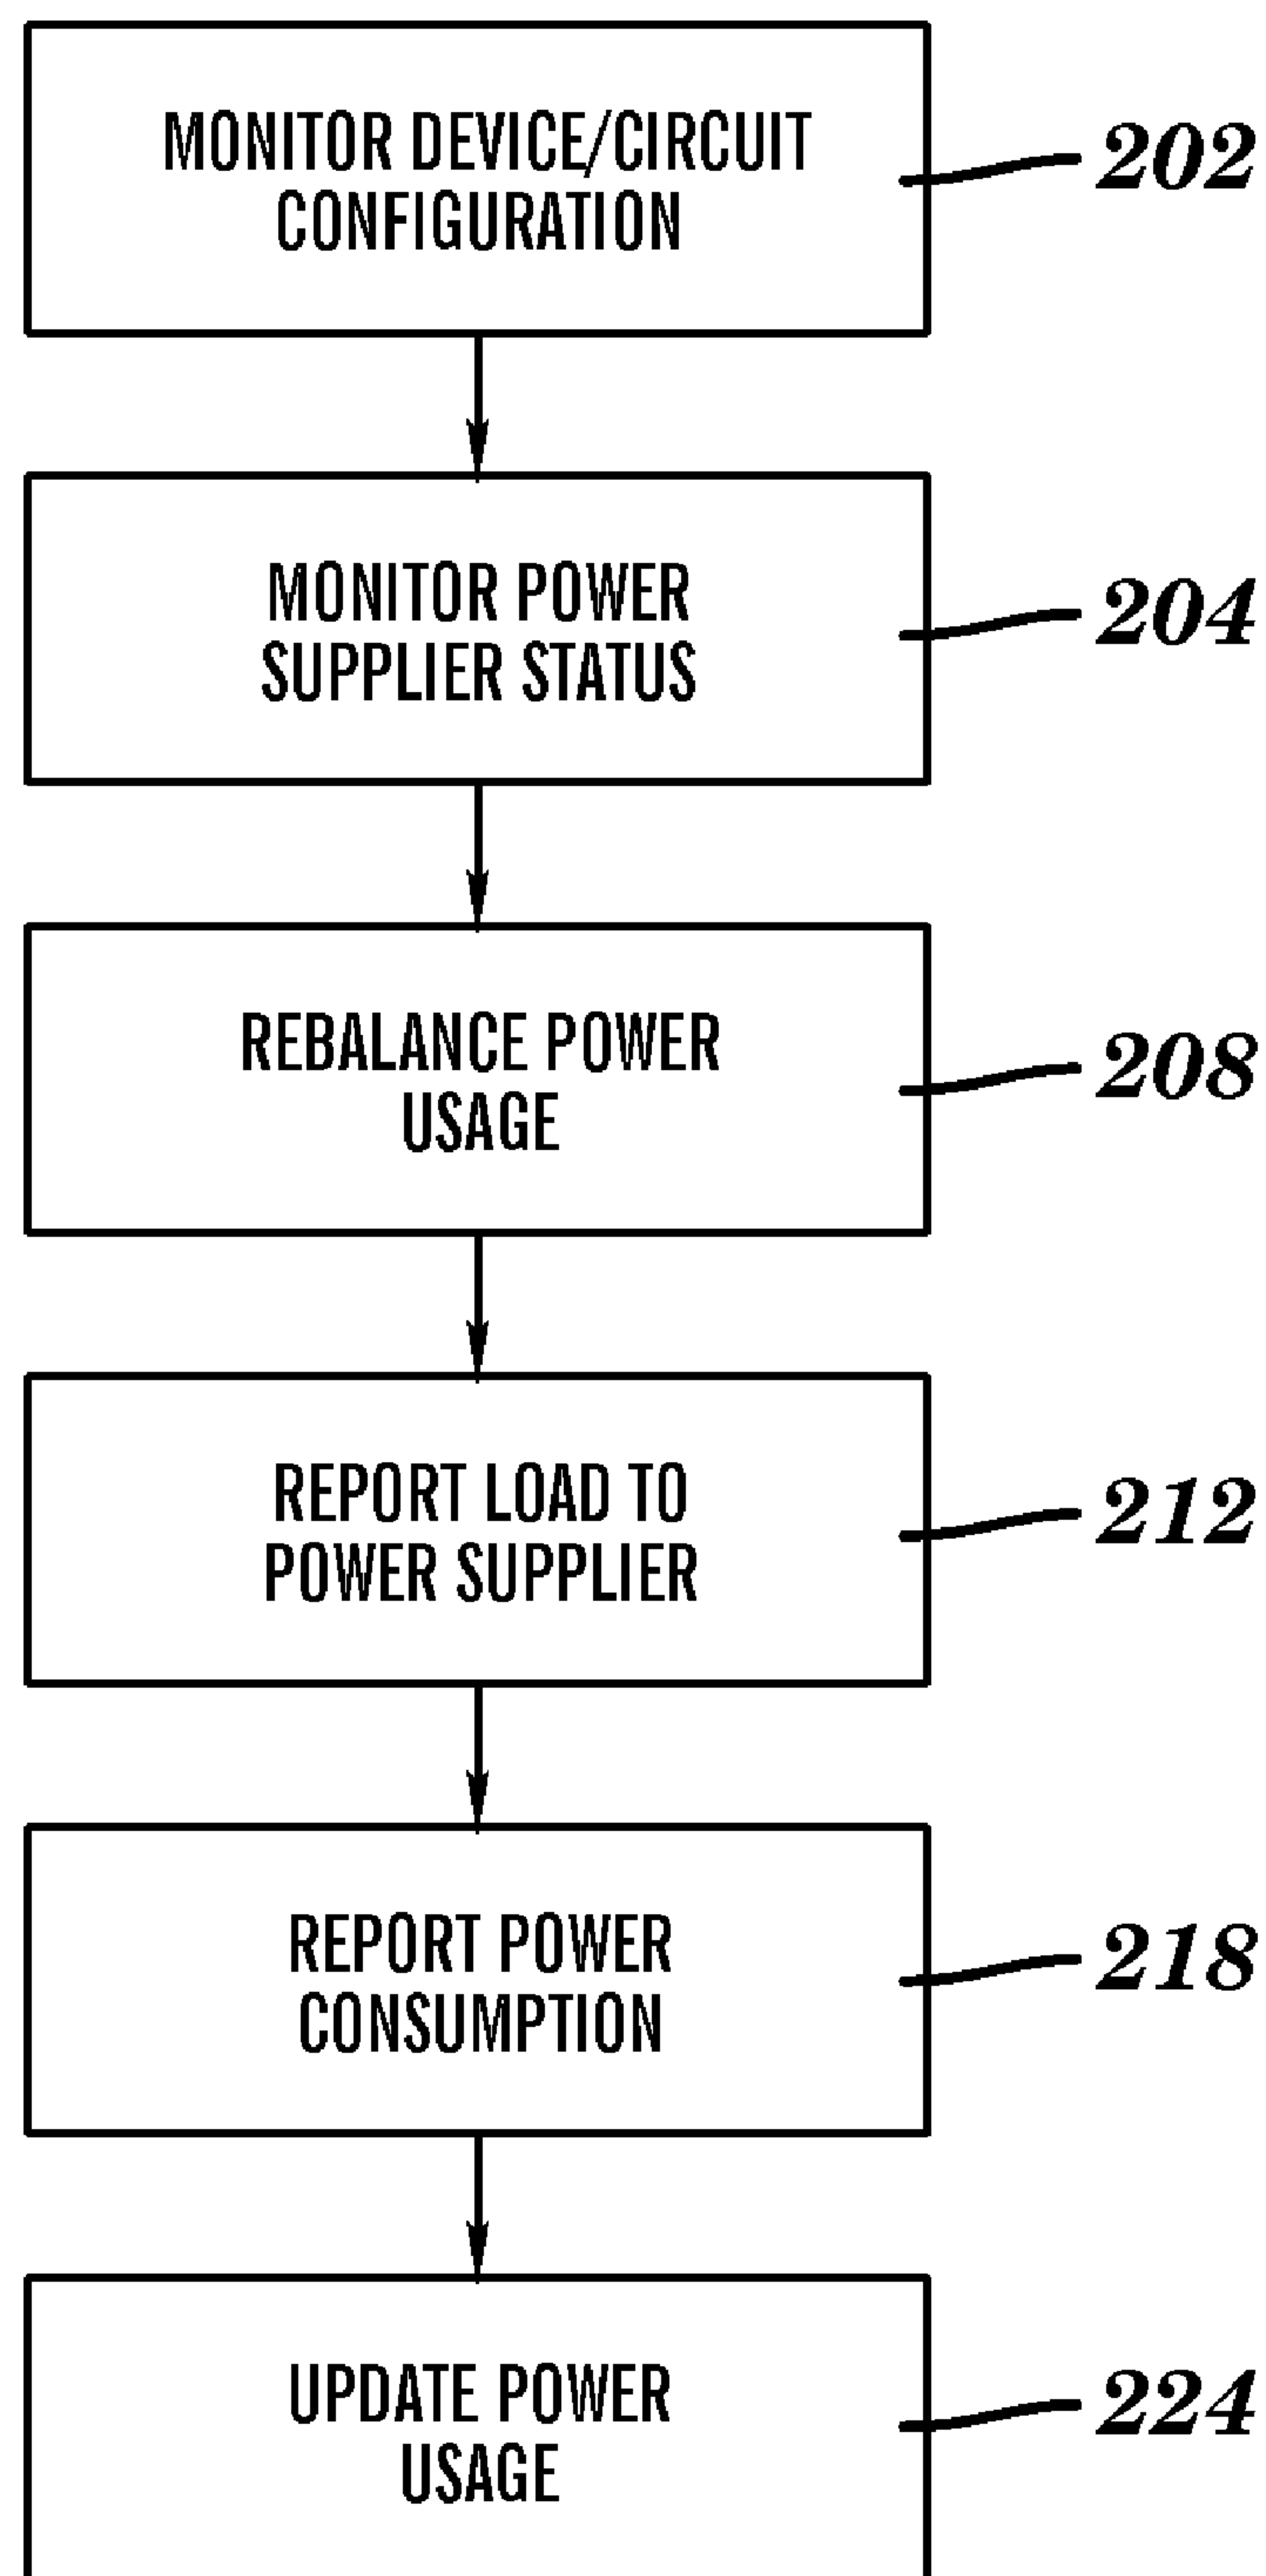 MONITOR DEVICE/CIRCUIT
CONFIGURATION
202
MONITOR POWER
SUPPLIER STATUS
204
REBALANCE POWER
USAGE
208
REPORT LOAD TO
POWER SUPPLIER
212
REPORT POWER
CONSUMPTION
218
UPDATE POWER
USAGE
224